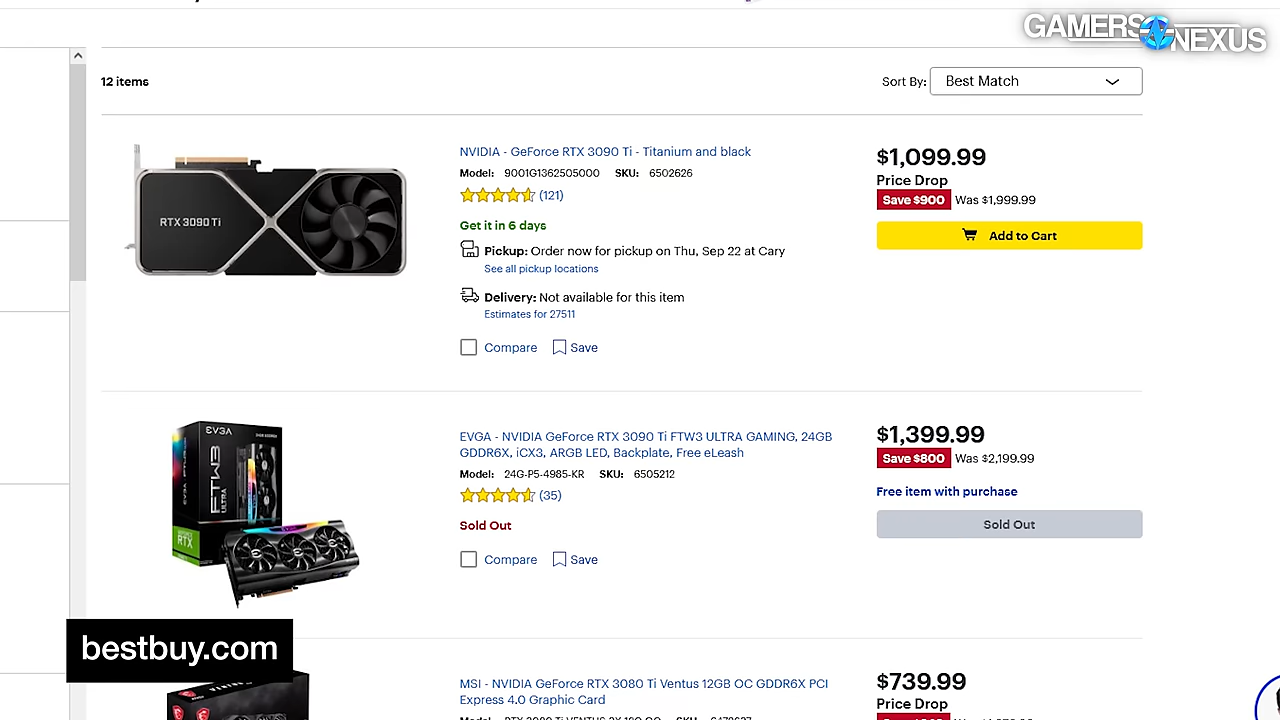 GAMERS NEXUS
12 items
Sort By: Best Match
NVIDIA - GeForce RTX 3090 Ti - Titanium and black
$1,099.99
Model: 9001G1362505000 SKU: 6502626
Price Drop
(121)
Save $900 Was $1,999.99
RTX 3090 Ti
Get it in 6 days
Add to Cart
Pickup: Order now for pickup on Thu, Sep 22 at Cary
See all pickup locations
Delivery: Not available for this item
Estimates for 27511
Compare Save
EVGA - NVIDIA GeForce RTX 3090 Ti FTW3 ULTRA GAMING, 24GB
GDDR6X, iCX3, ARGB LED, Backplate, Free eLeash
$1,399.99
Save $800 Was $2,199.99
Model: 24G-P5-4985-KR SKU: 6505212
(35)
Free item with purchase
EVGA
FTW3
ULTRA
RTX
Sold Out
Sold Out
Compare Save
bestbuy.com
MSI - NVIDIA GeForce RTX 3080 Ti Ventus 12GB OC GDDR6X PCI
Express 4.0 Graphic Card
$739.99
Price Drop